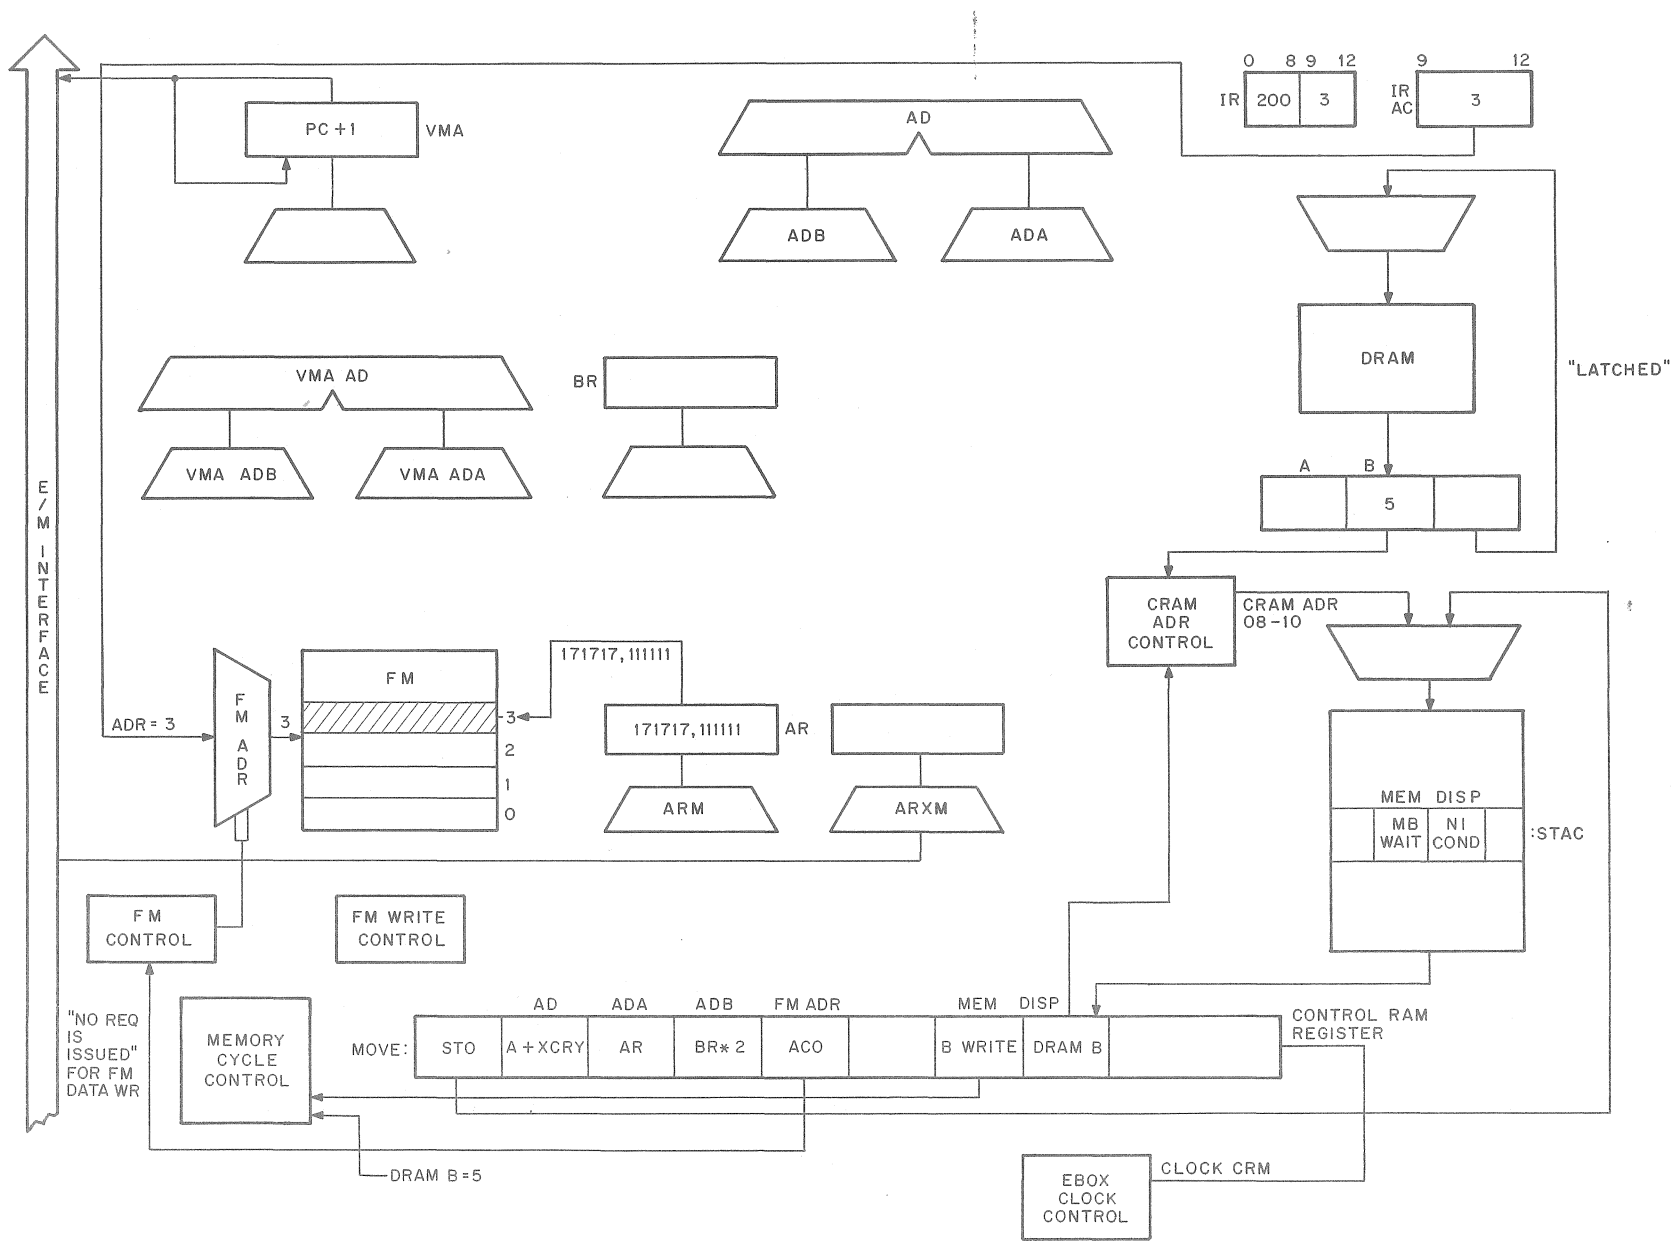 0 8 9 12
9 12
IR 200 3
IR
AC
3
PC+1
VMA
AD
ADB
ADA
DRAM
"LATCHED"
VMA AD
BR
VMA ADB
VMA ADA
A B
5
E/M INTERFACE
CRAM
ADR
CONTROL
CRAM ADR
08-10
171717,111111
FM
FM ADR
ADR=3
3
3
2
1
0
171717,111111
AR
ARM
ARXM
MEM DISP
MB
WAIT
NI
COND
:STAC
FM
CONTROL
FM WRITE
CONTROL
"NO REQ
IS
ISSUED"
FOR FM
DATA WR
MEMORY
CYCLE
CONTROL
AD ADA ADB FM ADR MEM DISP
MOVE: STO A+XCRY AR BR*2 ACO B WRITE DRAM B
CONTROL RAM
REGISTER
DRAM B=5
EBOX
CLOCK
CONTROL
CLOCK CRM